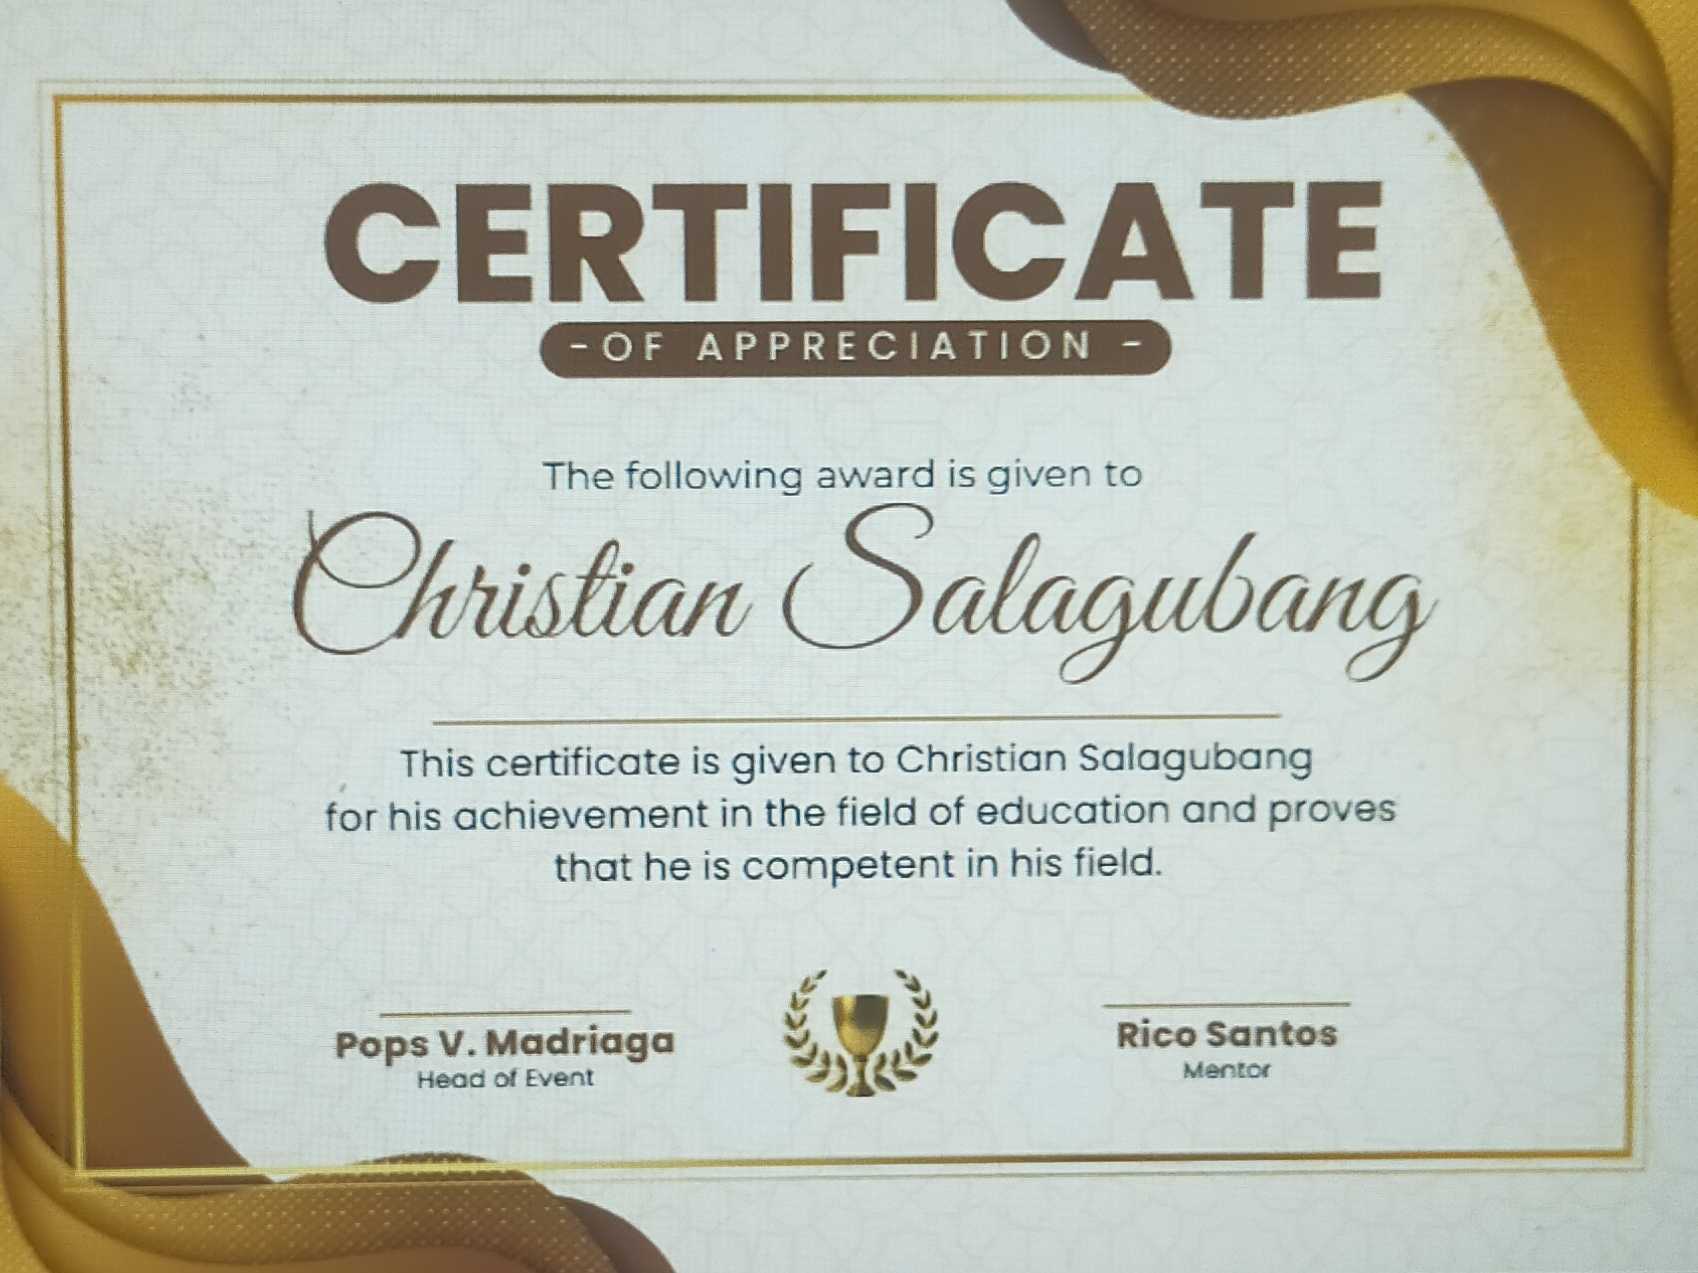 CERTIFICATE
- OF APPRECIATION -
The following award is given to
Christian Salagubang
This certificate is given to Christian Salagubang
for his achievement in the field of education and proves
that he is competent in his field.
Pops V. Madriaga
Head of Event
Rico Santos
Mentor